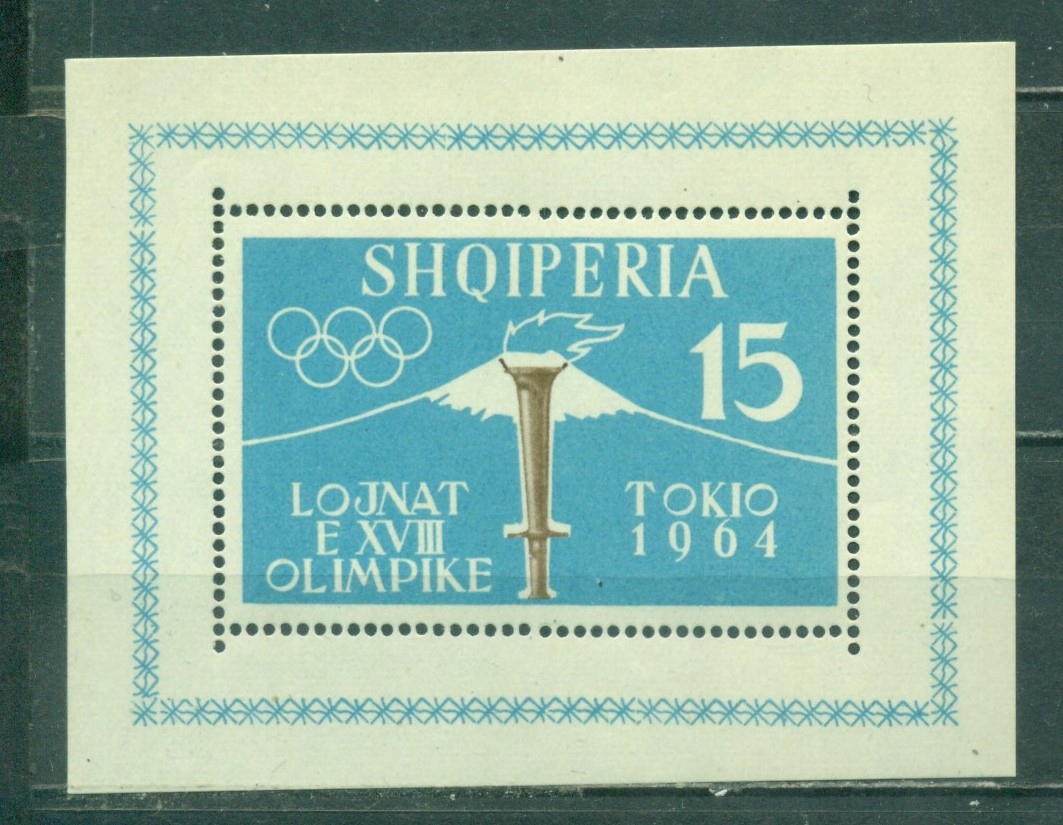 SHQIPERIA
15
LOJNAT
E XVIII
OLIMPIKE
TOKIO
1964